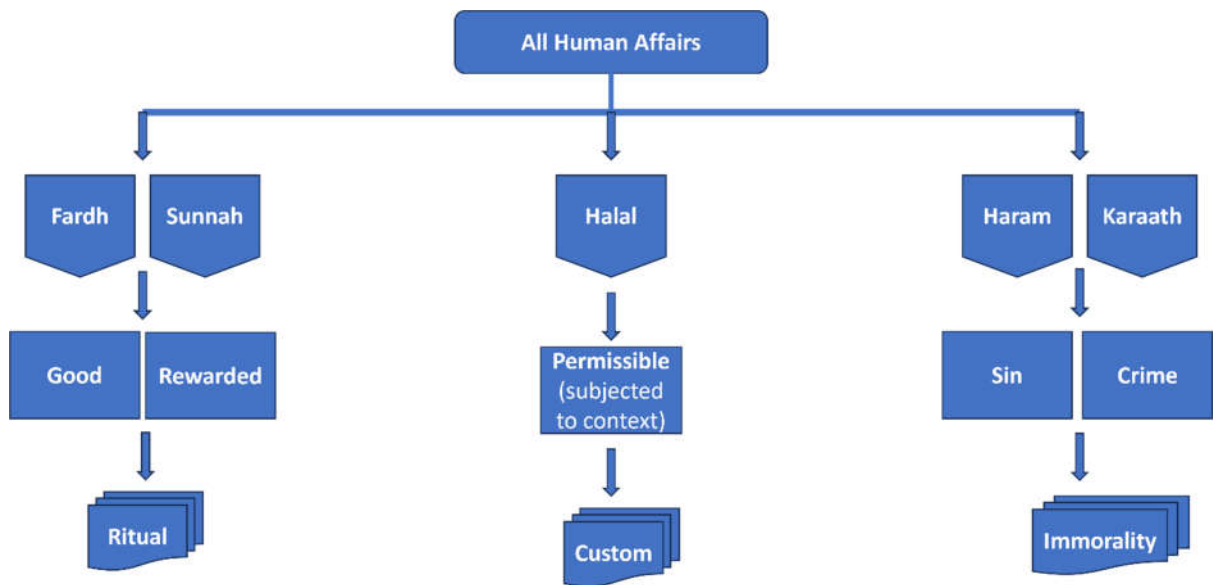 All Human Affairs
Fardh
Sunnah
Halal
Haram
Karaath
Good
Rewarded
Permissible
(subjected
to context)
Sin
Crime
Ritual
Custom
Immorality